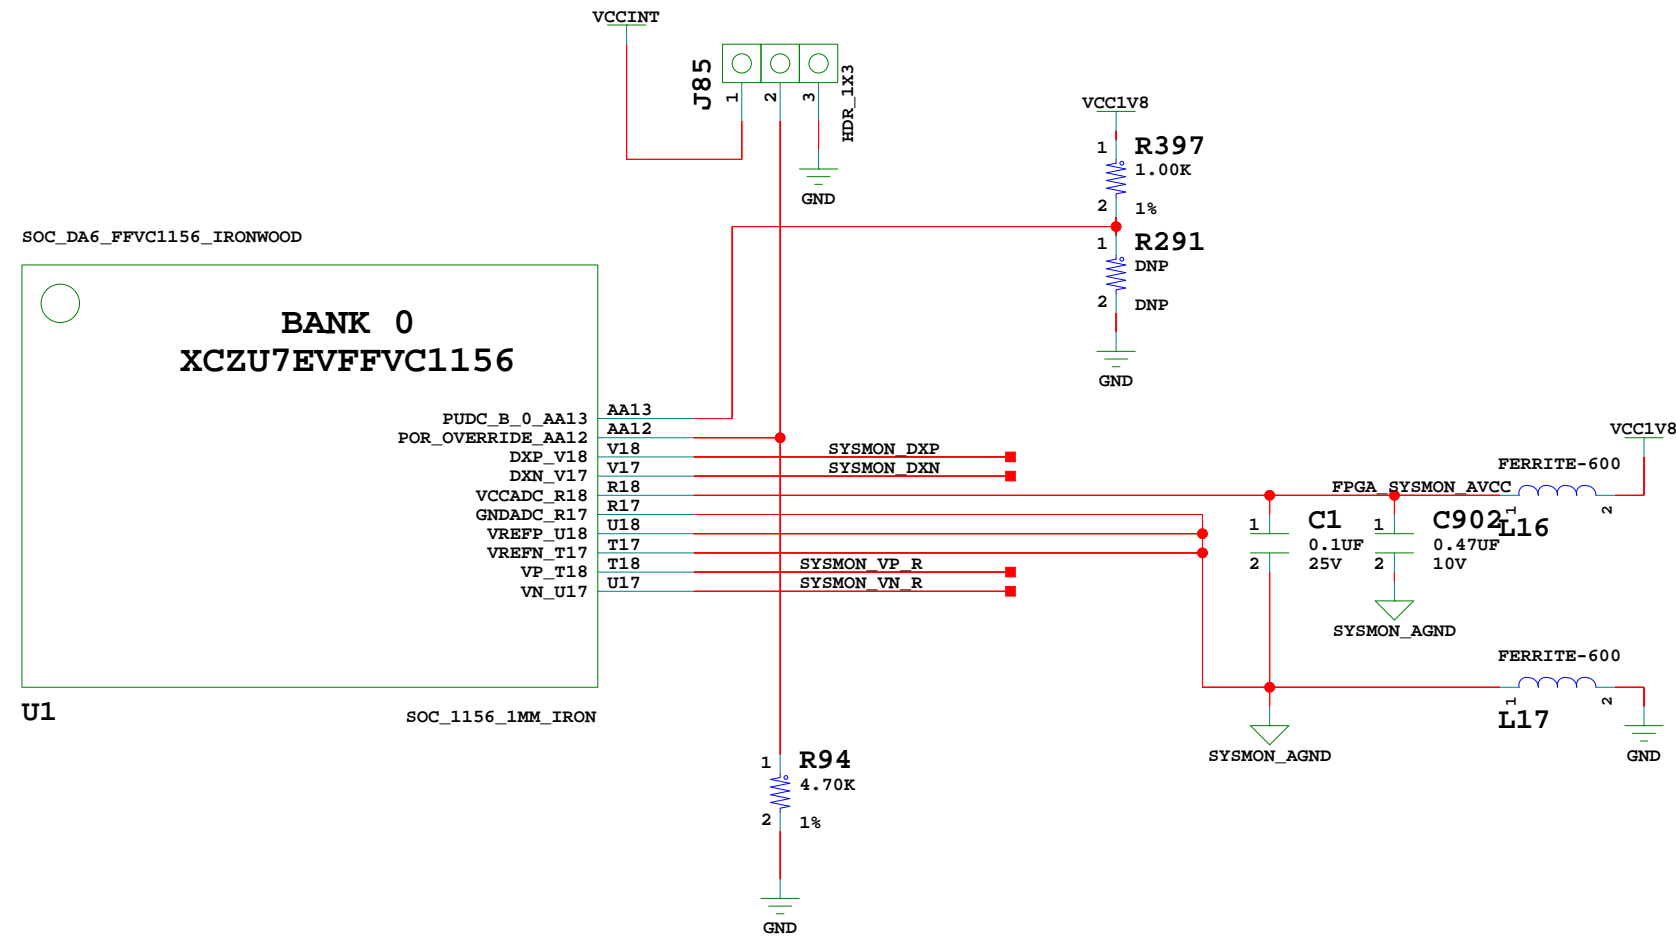 VCCINT
J85
1
2
3
HDR_1X3
GND
VCC1V8
1
R397
1.00K
2
1%
1
R291
DNP
2
DNP
GND
SOC_DA6_FFVC1156_IRONWOOD
BANK 0
XCZU7EVFFVC1156
PUDC_B_0_AA13
AA13
POR_OVERRIDE_AA12
AA12
DXP_V18
V18
SYSMON_DXP
DXN_V17
V17
SYSMON_DXN
VCCADC_R18
R18
GNDADC_R17
R17
VREFP_U18
U18
VREFN_T17
T17
VP_T18
T18
SYSMON_VP_R
VN_U17
U17
SYSMON_VN_R
U1
SOC_1156_1MM_IRON
VCC1V8
FERRITE-600
FPGA_SYSMON_AVCC
1
2
L16
1
C1
0.1UF
2
25V
1
C902
0.47UF
2
10V
SYSMON_AGND
FERRITE-600
1
2
L17
SYSMON_AGND
GND
1
R94
4.70K
2
1%
GND